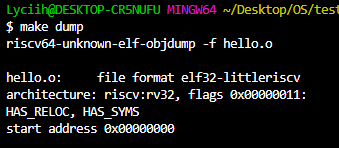 Lyciih@DESKTOP-CR5NUFU MINGW64 ~/Desktop/OS/test
$ make dump
riscv64-unknown-elf-objdump -f hello.o
hello.o:     file format elf32-littleriscv
architecture: riscv:rv32, flags 0x00000011:
HAS_RELOC, HAS_SYMS
start address 0x00000000